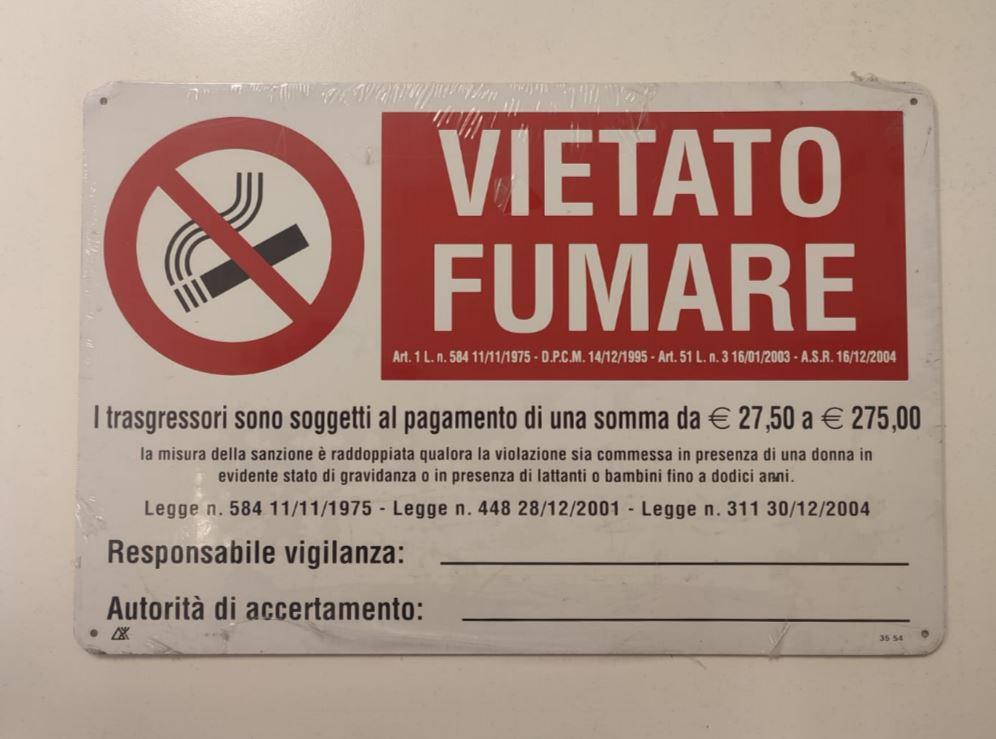 VIETATO
FUMARE
Art. 1 L. n. 584 11/11/1975 - D.P.C.M. 14/12/1995 - Art. 51 L. n. 3 16/01/2003 - A.S.R. 16/12/2004
I trasgressori sono soggetti al pagamento di una somma da € 27,50 a € 275,00
la misura della sanzione è raddoppiata qualora la violazione sia commessa in presenza di una donna in
evidente stato di gravidanza o in presenza di lattanti o bambini fino a dodici anni.
Legge n. 584 11/11/1975 - Legge n. 448 28/12/2001 - Legge n. 311 30/12/2004
Responsabile vigilanza:
Autorità di accertamento:
35 54